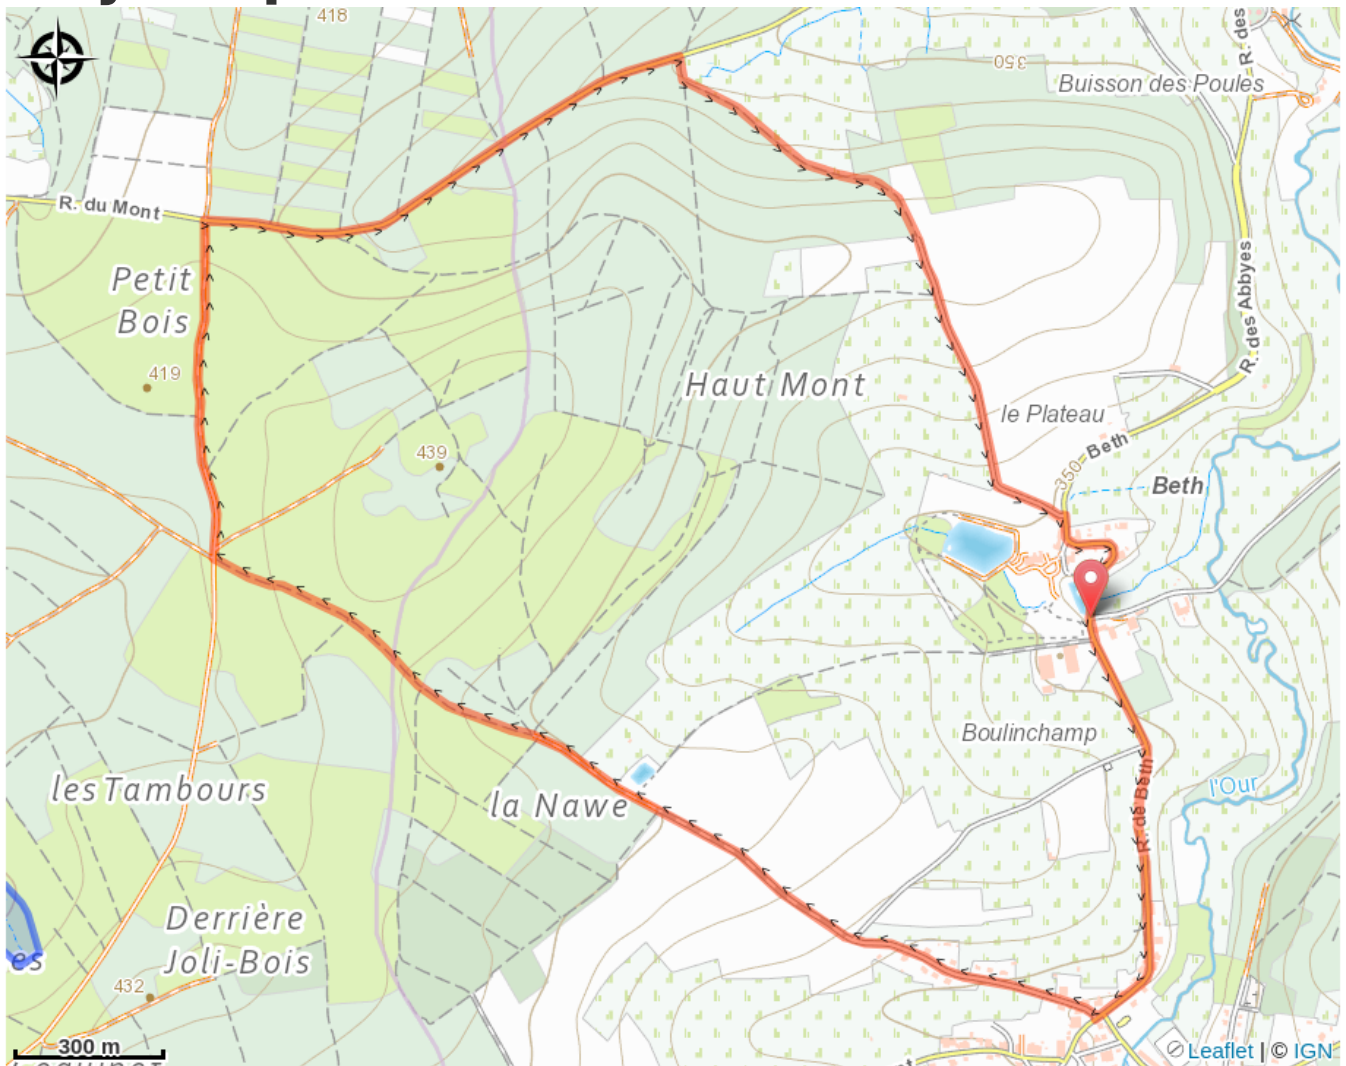 418
R. des
350
Buisson des Poules
R. du Mont
R. des Abbyes
Petit
Bois
419
Haut Mont
le Plateau
Beth
439
350
Beth
Boulinchamp
R. de Beth
l'Our
les Tambours
la Nawe
Derrière
Joli-Bois
es
432
300 m
Leaflet | © IGN